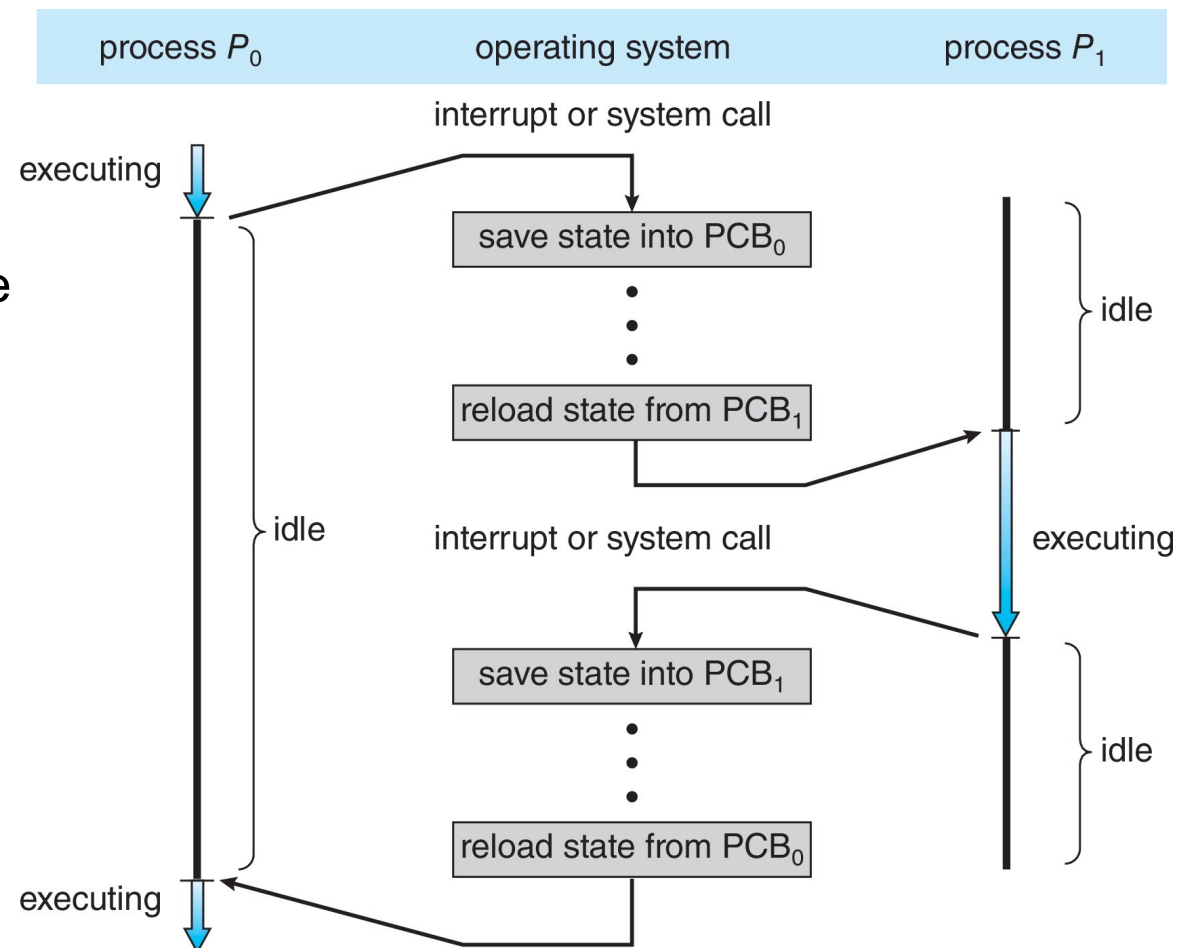 process P₀ operating system process P₁
interrupt or system call
executing
save state into PCB₀
e
idle
reload state from PCB₁
idle
interrupt or system call
executing
save state into PCB₁
idle
reload state from PCB₀
executing